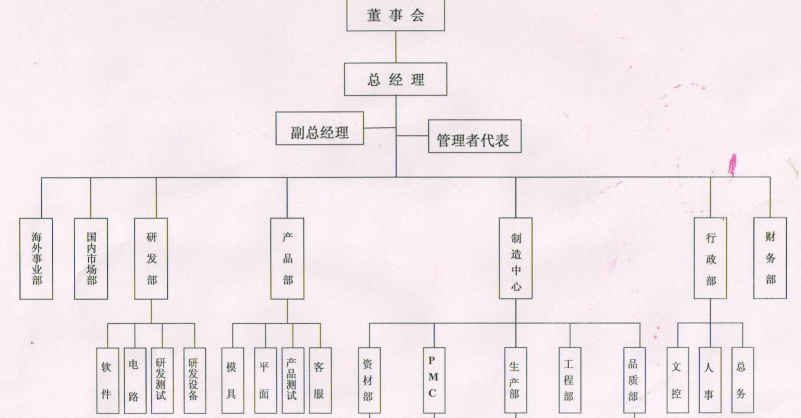 董事会
总经理
副总经理
管理者代表
海外事业部
国内市场部
研发部
产品部
制造中心
行政部
财务部
软件
电路
研发测试
研发设备
模具
平面
产品测试
客服
资材部
PMC
生产部
工程部
品质部
文控
人事
总务